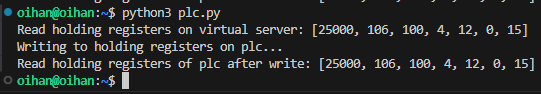 oihan@oihan:~$ python3 plc.py
Read holding registers on virtual server: [25000, 106, 100, 4, 12, 0, 15]
Writing to holding registers on plc...
Read holding registers of plc after write: [25000, 106, 100, 4, 12, 0, 15]
oihan@oihan:~$